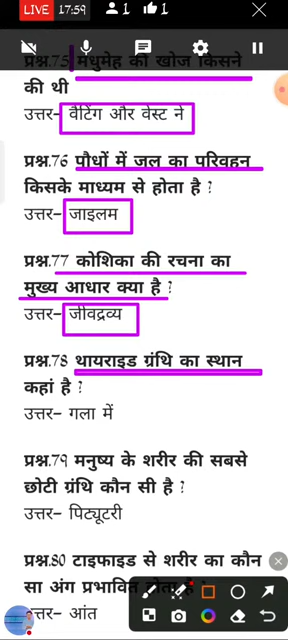 LIVE 17:59 1 1
प्रश्न.75 मधुमेह की खोज किसने
की थी
उत्तर– वैटिंग और वेस्ट ने
प्रश्न.76 पौधों में जल का परिवहन
किसके माध्यम से होता है ?
उत्तर– जाइलम
प्रश्न.77 कोशिका की रचना का
मुख्य आधार क्या है ?
उत्तर– जीवद्रव्य
प्रश्न.78 थायराइड ग्रंथि का स्थान
कहां है ?
उत्तर– गला में
प्रश्न.79 मनुष्य के शरीर की सबसे
छोटी ग्रंथि कौन सी है ?
उत्तर– पिट्यूटरी
प्रश्न.80 टाइफाइड से शरीर का कौन
सा अंग प्रभावित होता है ?
उत्तर– आंत